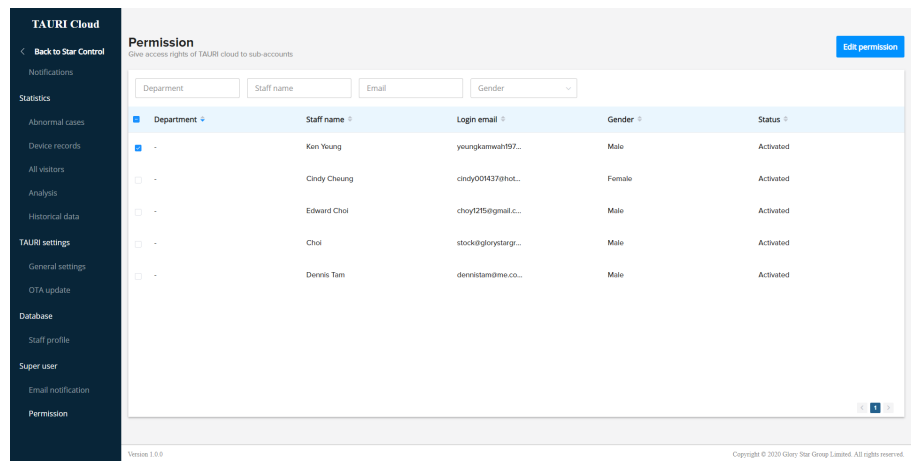 TAURI Cloud
Back to Star Control
Notifications
Statistics
Abnormal cases
Device records
All visitors
Analysis
Historical data
TAURI settings
General settings
OTA update
Database
Staff profile
Super user
Email notification
Permission
Permission
Give access rights of TAURI cloud to sub-accounts
Edit permission
Deparment Staff name Email Gender
Department Staff name Login email Gender Status
- Ken Yeung yeungkamwah197... Male Activated
- Cindy Cheung cindy001437@hot... Female Activated
- Edward Choi choy1215@gmail.c... Male Activated
- Choi stock@glorystargr... Male Activated
- Dennis Tam dennistam@me.co... Male Activated
1
Version 1.0.0 Copyright © 2020 Glory Star Group Limited. All rights reserved.